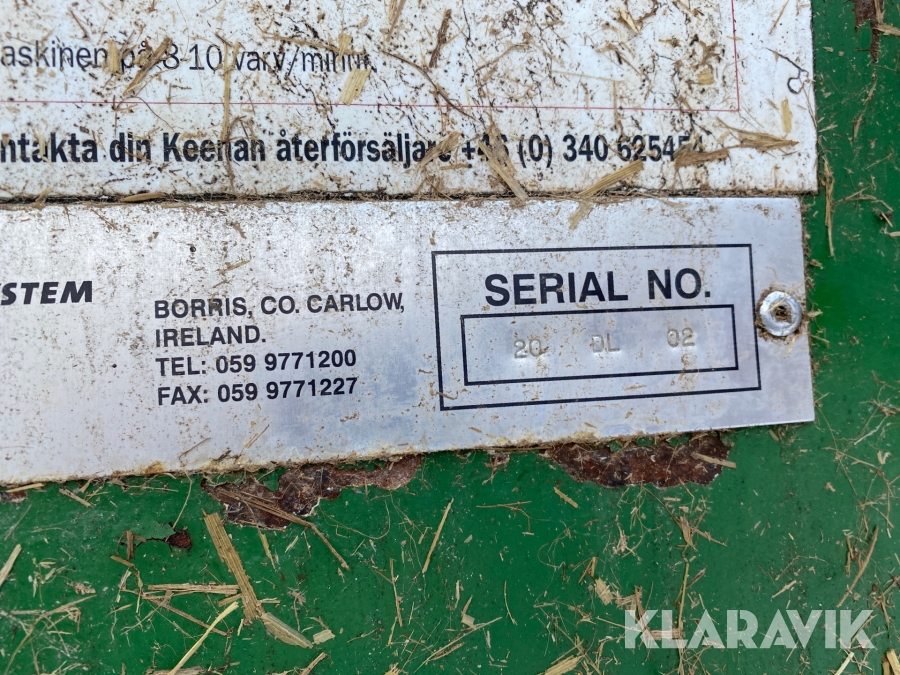 askinen på 8-10 varv/minut.
ntakta din Keenan återförsäljare +46 (0) 340 625454
STEM
BORRIS, CO. CARLOW,
IRELAND.
TEL: 059 9771200
FAX: 059 9771227
SERIAL NO.
20 DL 02
KLARAVIK